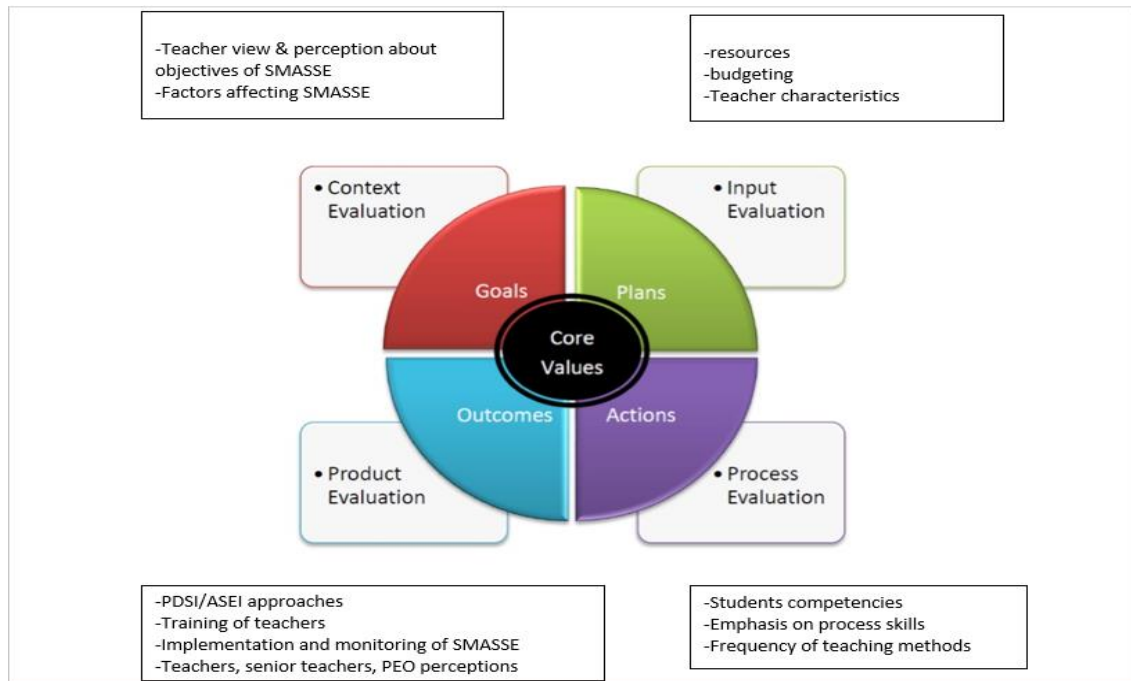 -Teacher view & perception about
objectives of SMASSE
-Factors affecting SMASSE
-resources
-budgeting
-Teacher characteristics
• Context
Evaluation
• Input
Evaluation
Goals
Plans
Core
Values
Outcomes
Actions
• Product
Evaluation
• Process
Evaluation
-PDSI/ASEI approaches
-Training of teachers
-Implementation and monitoring of SMASSE
-Teachers, senior teachers, PEO perceptions
-Students competencies
-Emphasis on process skills
-Frequency of teaching methods